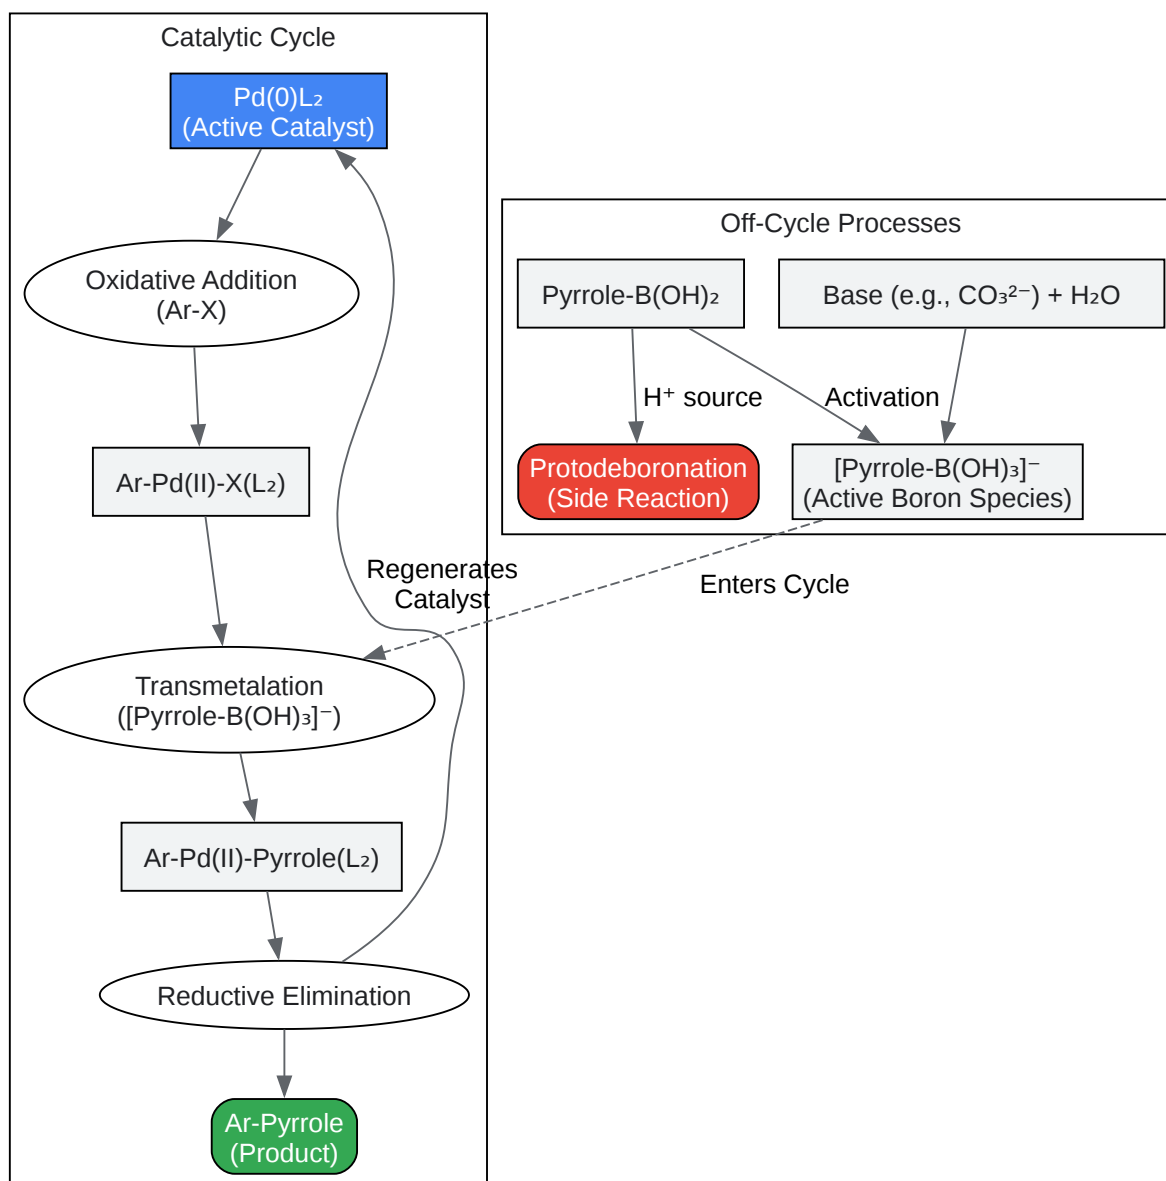 Catalytic Cycle
Pd(0)L₂
(Active Catalyst)
Oxidative Addition
(Ar-X)
Ar-Pd(II)-X(L₂)
Regenerates
Catalyst
Transmetalation
([Pyrrole-B(OH)₃]⁻)
Ar-Pd(II)-Pyrrole(L₂)
Reductive Elimination
Ar-Pyrrole
(Product)
Off-Cycle Processes
Pyrrole-B(OH)₂
Base (e.g., CO₃²⁻) + H₂O
H⁺ source
Activation
Protodeboronation
(Side Reaction)
[Pyrrole-B(OH)₃]⁻
(Active Boron Species)
Enters Cycle